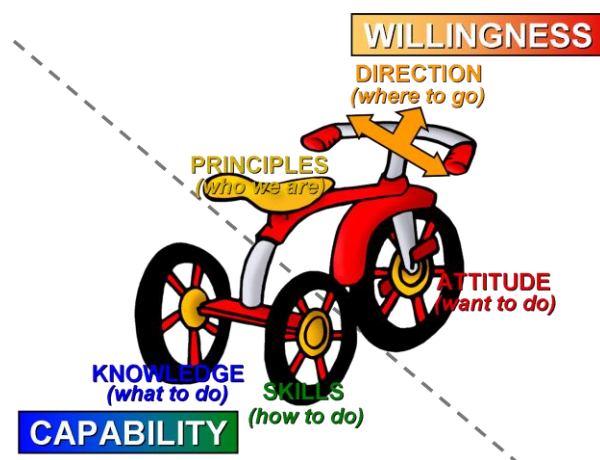 WILLINGNESS
DIRECTION
(where to go)
PRINCIPLES
(who we are)
ATTITUDE
(want to do)
KNOWLEDGE
(what to do)
SKILLS
(how to do)
CAPABILITY